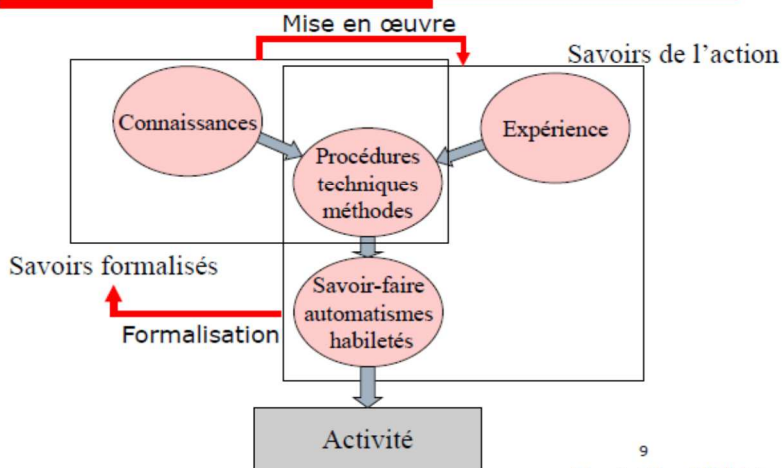 Mise en œuvre
Savoirs de l'action
Connaissances
Expérience
Procédures
techniques
méthodes
Savoirs formalisés
Savoir-faire
automatismes
habiletés
Formalisation
Activité
9